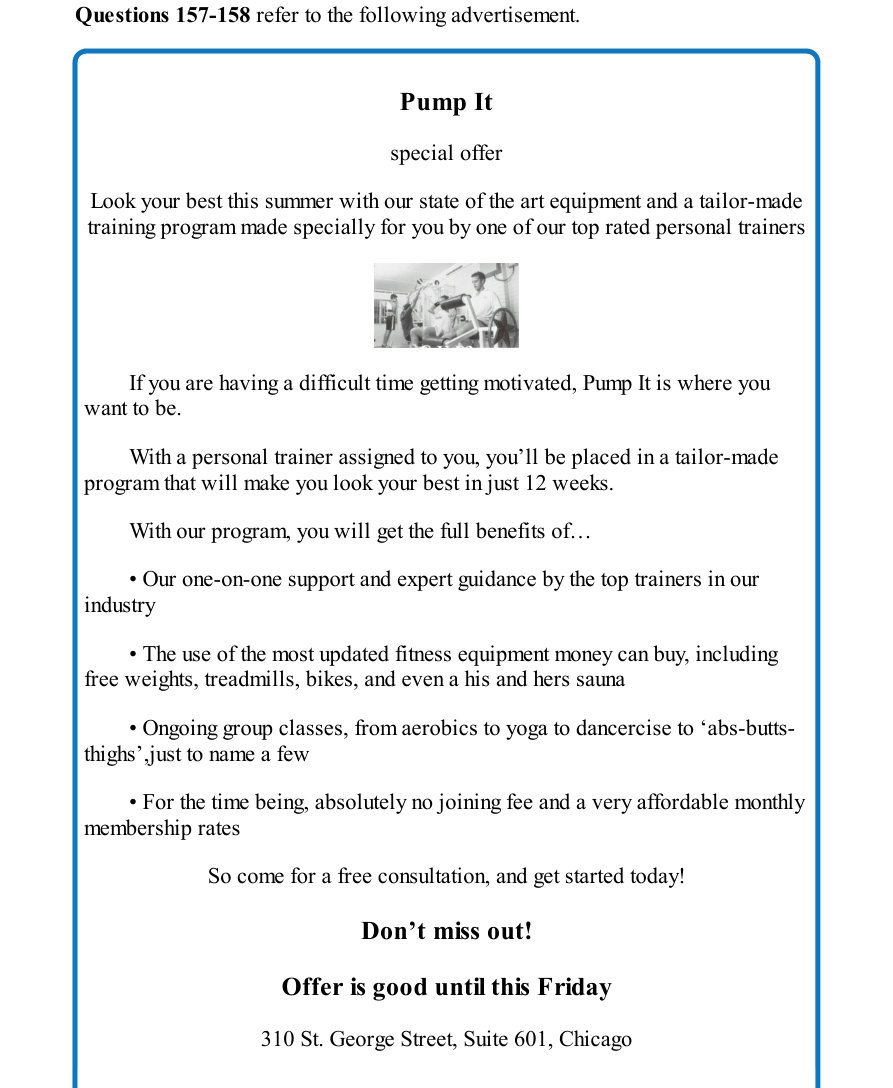 Questions 157-158 refer to the following advertisement.
Pump It
special offer
Look your best this summer with our state of the art equipment and a tailor-made
training program made specially for you by one of our top rated personal trainers
If you are having a difficult time getting motivated, Pump It is where you
want to be.
With a personal trainer assigned to you, you’ll be placed in a tailor-made
program that will make you look your best in just 12 weeks.
With our program, you will get the full benefits of…
• Our one-on-one support and expert guidance by the top trainers in our
industry
• The use of the most updated fitness equipment money can buy, including
free weights, treadmills, bikes, and even a his and hers sauna
• Ongoing group classes, from aerobics to yoga to dancercise to ‘abs-butts-
thighs’,just to name a few
• For the time being, absolutely no joining fee and a very affordable monthly
membership rates
So come for a free consultation, and get started today!
Don’t miss out!
Offer is good until this Friday
310 St. George Street, Suite 601, Chicago